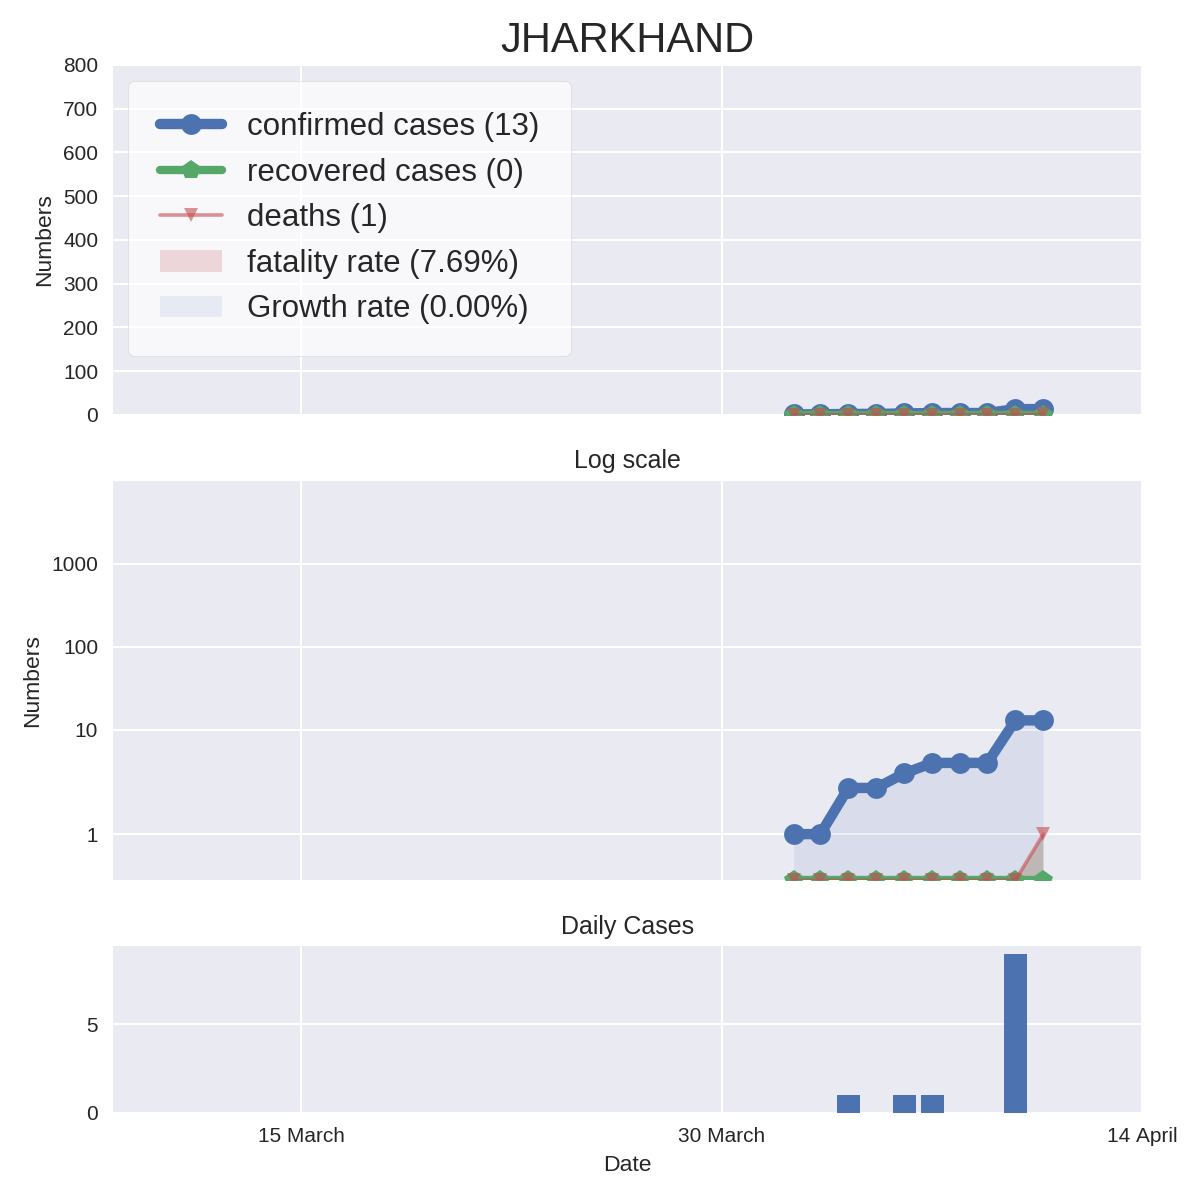 JHARKHAND
800
700
600
500
400
300
200
100
0
Numbers
confirmed cases (13)
recovered cases (0)
deaths (1)
fatality rate (7.69%)
Growth rate (0.00%)
Log scale
1000
100
10
1
Numbers
Daily Cases
5
0
15 March
30 March
14 April
Date